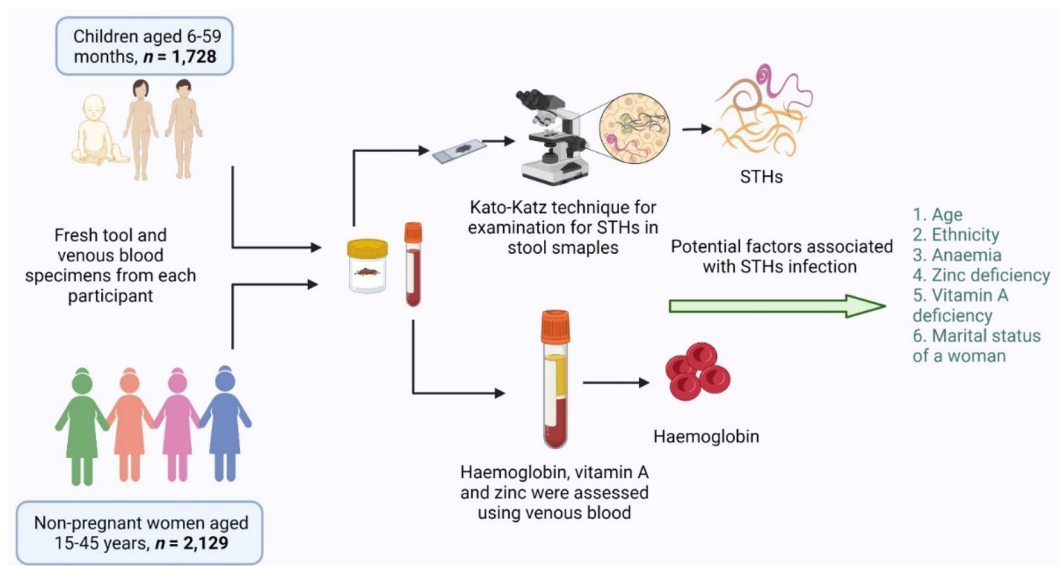 Children aged 6-59
months, n = 1,728
Fresh tool and
venous blood
specimens from each
participant
Non-pregnant women aged
15-45 years, n = 2,129
Kato-Katz technique for
examination for STHs in
stool smaples
STHs
Haemoglobin, vitamin A
and zinc were assessed
using venous blood
Haemoglobin
Potential factors associated
with STHs infection
1. Age
2. Ethnicity
3. Anaemia
4. Zinc deficiency
5. Vitamin A
deficiency
6. Marital status
of a woman